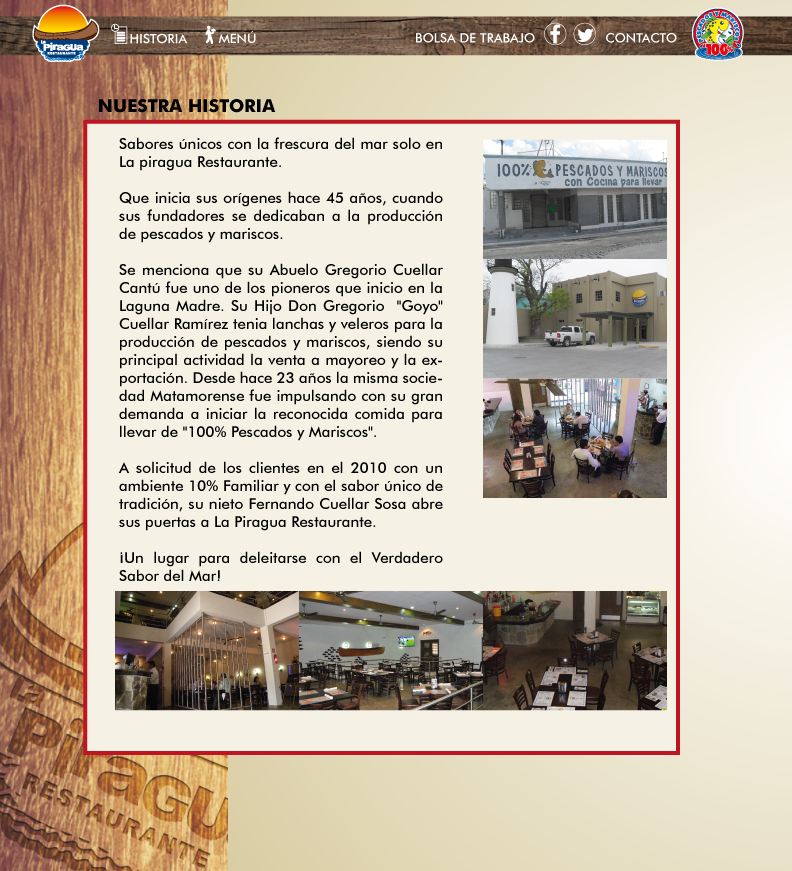 Piragua
RESTAURANTE
HISTORIA
MENÚ
BOLSA DE TRABAJO
CONTACTO
100%
NUESTRA HISTORIA
Sabores únicos con la frescura del mar solo en
La piragua Restaurante.
Que inicia sus orígenes hace 45 años, cuando
sus fundadores se dedicaban a la producción
de pescados y mariscos.
Se menciona que su Abuelo Gregorio Cuellar
Cantú fue uno de los pioneros que inicio en la
Laguna Madre. Su Hijo Don Gregorio "Goyo"
Cuellar Ramírez tenia lanchas y veleros para la
producción de pescados y mariscos, siendo su
principal actividad la venta a mayoreo y la ex-
portación. Desde hace 23 años la misma socie-
dad Matamorense fue impulsando con su gran
demanda a iniciar la reconocida comida para
llevar de "100% Pescados y Mariscos".
A solicitud de los clientes en el 2010 con un
ambiente 10% Familiar y con el sabor único de
tradición, su nieto Fernando Cuellar Sosa abre
sus puertas a La Piragua Restaurante.
¡Un lugar para deleitarse con el Verdadero
Sabor del Mar!
100% PESCADOS Y MARISCOS
con Cocina para llevar
la
Piragua
RESTAURANTE